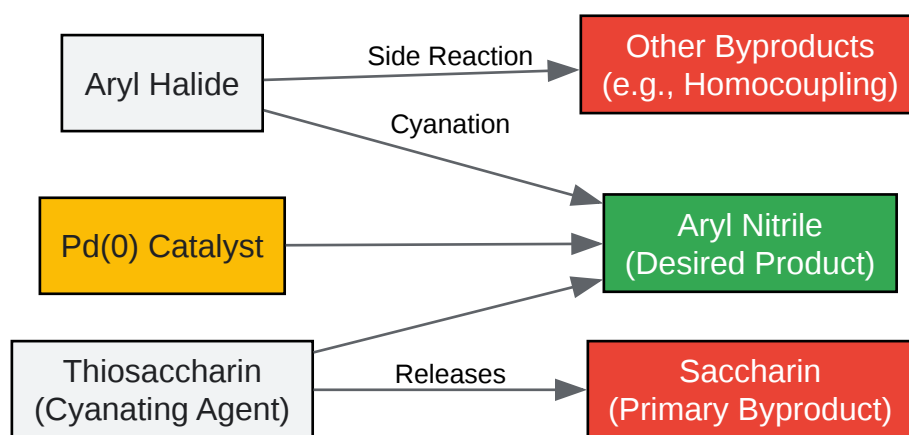 Aryl Halide
Side Reaction
Other Byproducts
(e.g., Homocoupling)
Cyanation
Pd(0) Catalyst
Aryl Nitrile
(Desired Product)
Thiosaccharin
(Cyanating Agent)
Releases
Saccharin
(Primary Byproduct)